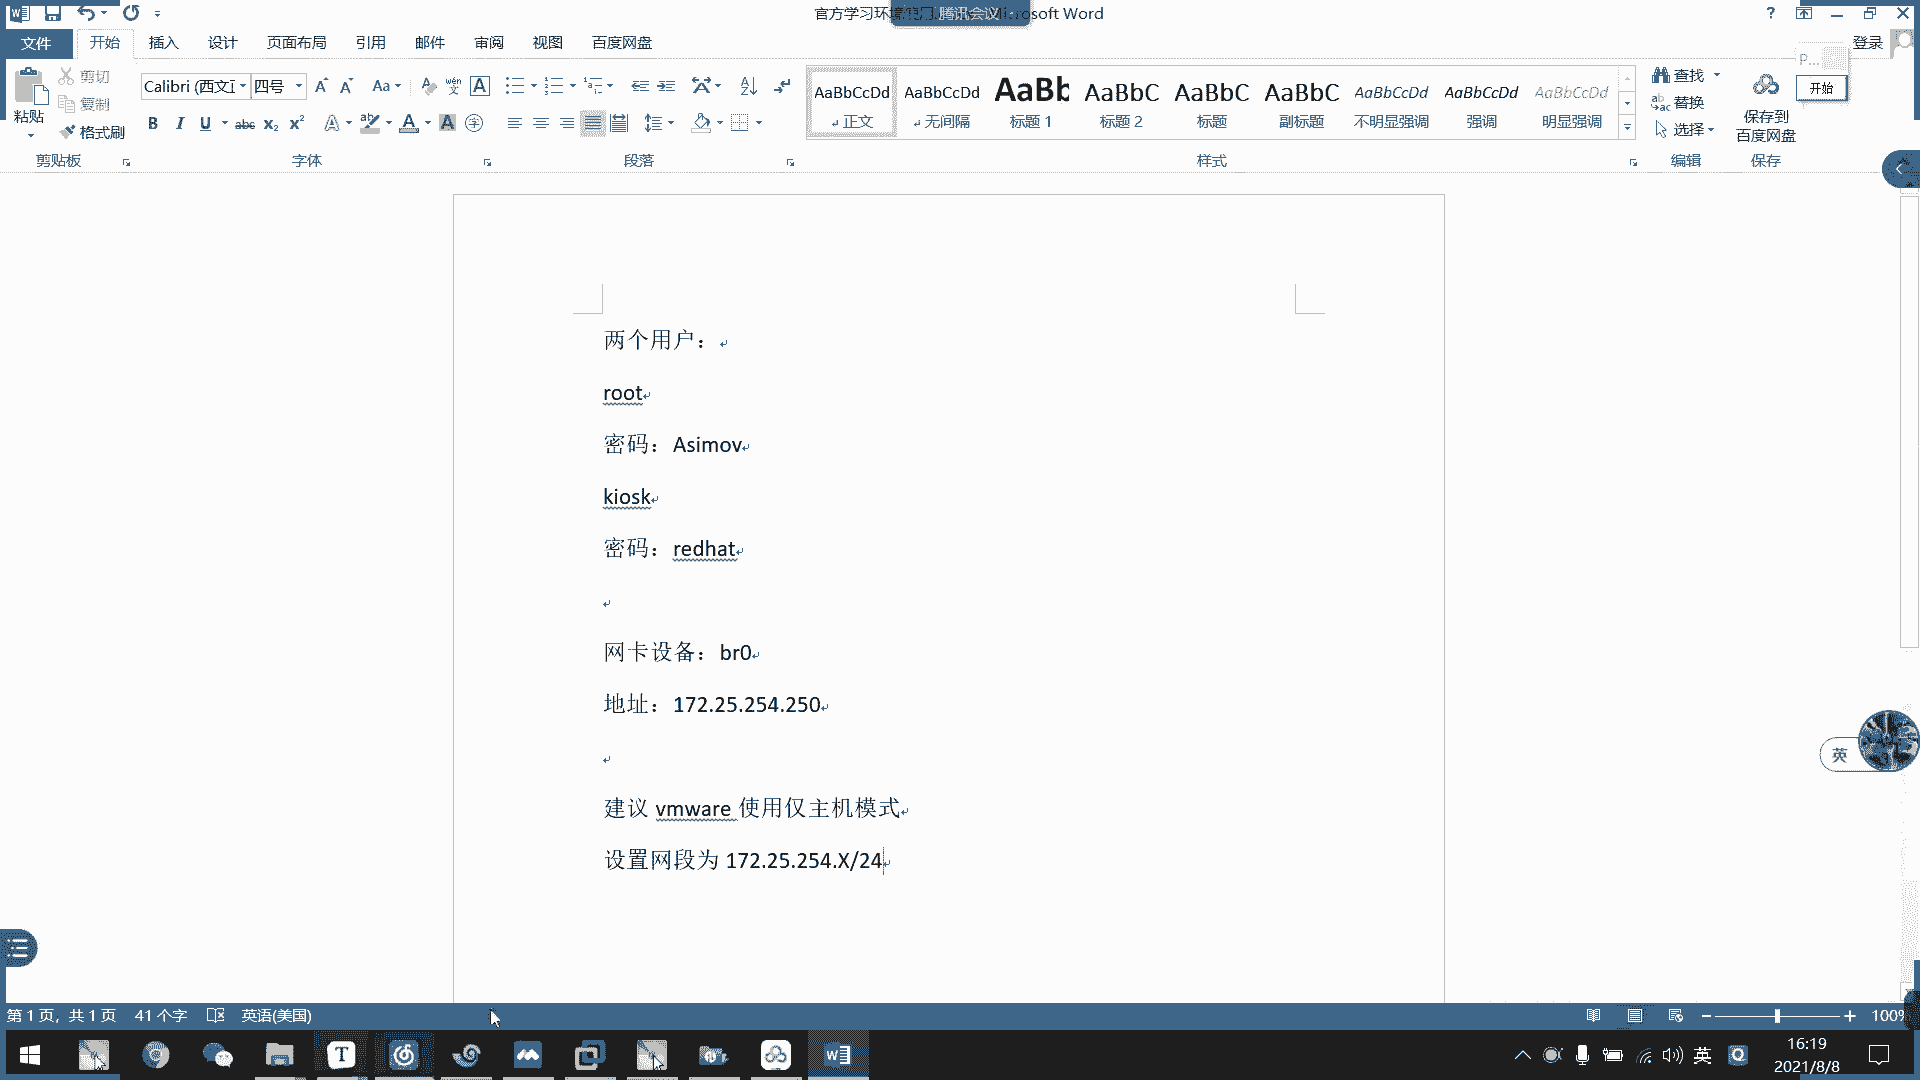 官方学习环境 腾讯会议 Microsoft Word
文件 开始 插入 设计 页面布局 引用 邮件 审阅 视图 百度网盘 登录
粘贴 剪切 复制 格式刷
Calibri (西文正 四号
AaBbCcDd AaBbCcDd AaBb AaBbC AaBbC AaBbC AaBbCcDd AaBbCcDd AaBbCcDd
正文 无间隔 标题 1 标题 2 标题 副标题 不明显强调 强调 明显强调
查找 替换 选择
保存到
百度网盘
开始
剪贴板 字体 段落 样式 编辑 保存
两个用户：
root
密码：Asimov
kiosk
密码：redhat
网卡设备：br0
地址：172.25.254.250
建议 vmware 使用仅主机模式
设置网段为 172.25.254.X/24
英
第 1 页，共 1 页 41 个字 英语(美国) 100%
英 16:19
2021/8/8